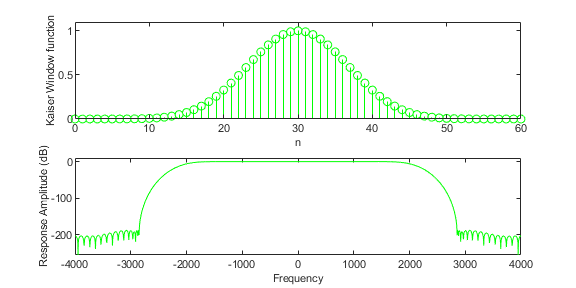 Kaiser Window function
1
0.5
0
0 10 20 30 40 50 60
n
Response Amplitude (dB)
0
-100
-200
-4000 -3000 -2000 -1000 0 1000 2000 3000 4000
Frequency